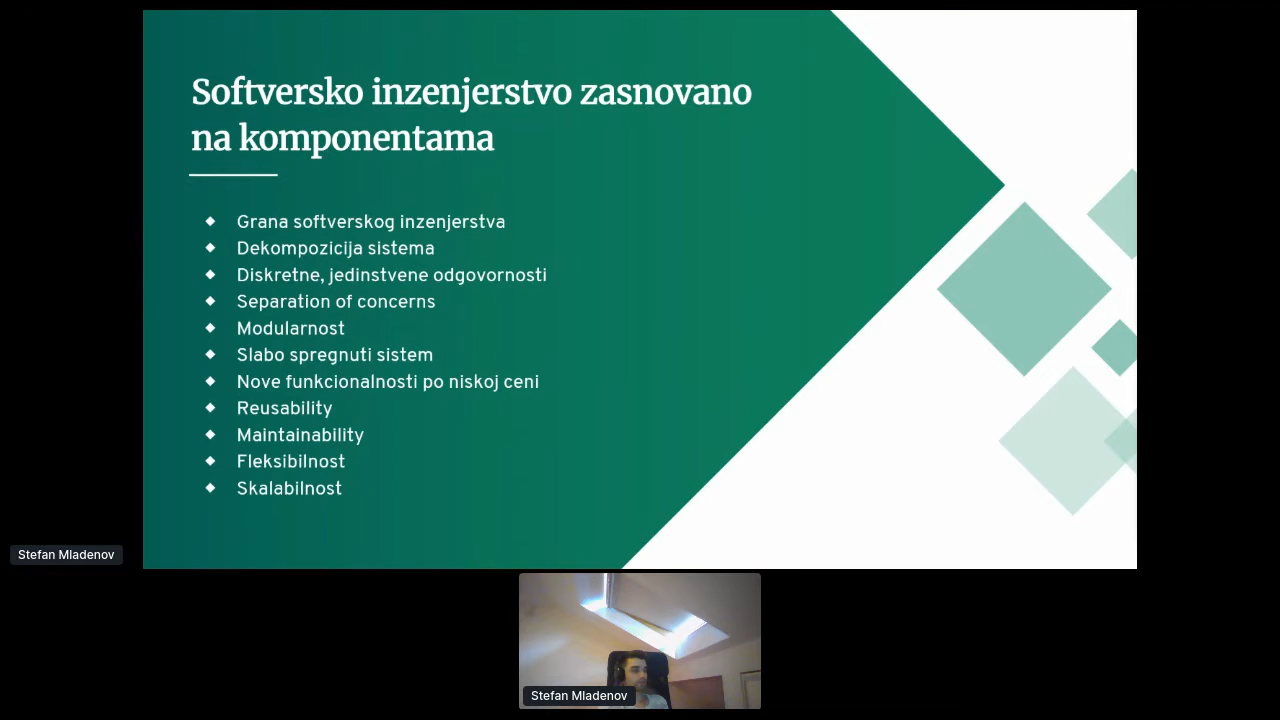 Softversko inzenjerstvo zasnovano
na komponentama
Grana softverskog inzenjerstva
Dekompozicija sistema
Diskretne, jedinstvene odgovornosti
Separation of concerns
Modularnost
Slabo spregnuti sistem
Nove funkcionalnosti po niskoj ceni
Reusability
Maintainability
Fleksibilnost
Skalabilnost
Stefan Mladenov
Stefan Mladenov